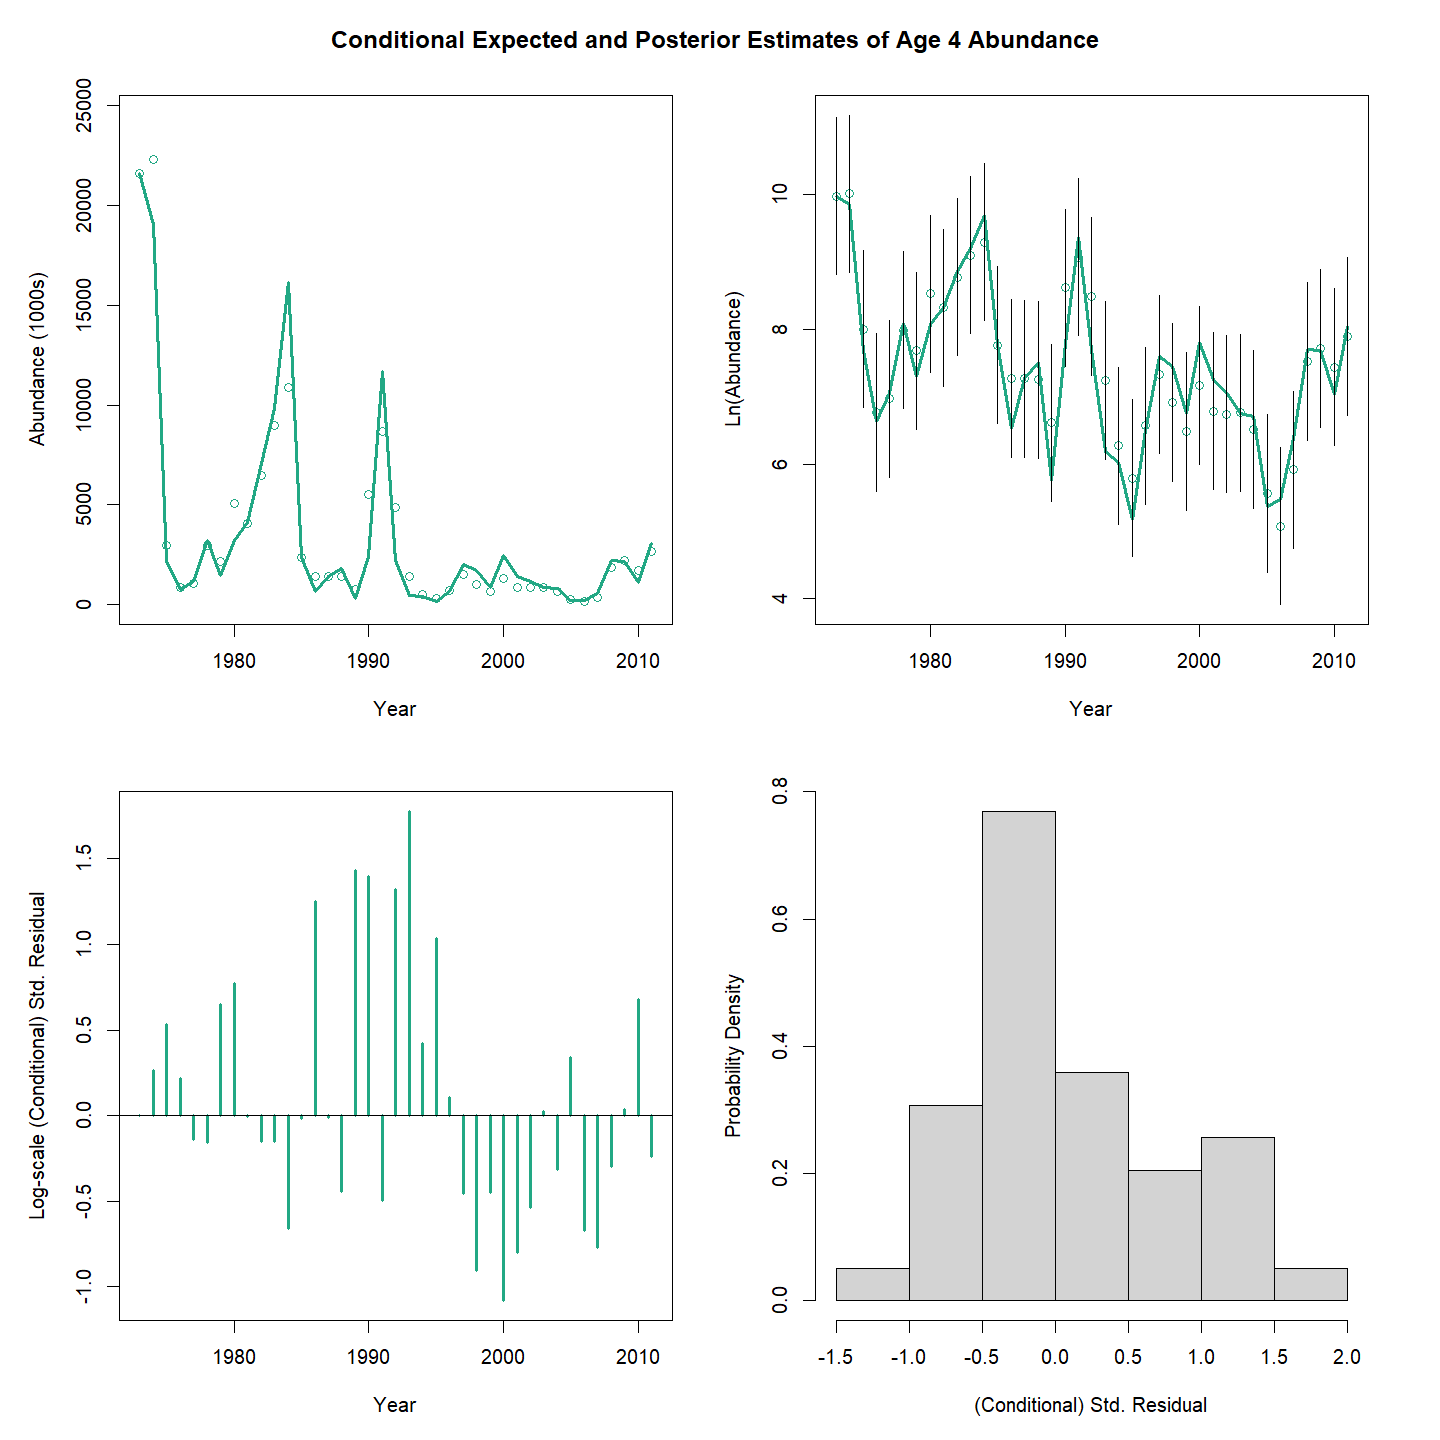 Conditional Expected and Posterior Estimates of Age 4 Abundance
Abundance (1000s)
25000
20000
15000
10000
5000
0
1980 1990 2000 2010
Year
Ln(Abundance)
10
8
6
4
1980 1990 2000 2010
Year
Log-scale (Conditional) Std. Residual
1.5
1.0
0.5
0.0
-0.5
-1.0
1980 1990 2000 2010
Year
Probability Density
0.8
0.6
0.4
0.2
0.0
-1.5 -1.0 -0.5 0.0 0.5 1.0 1.5 2.0
(Conditional) Std. Residual